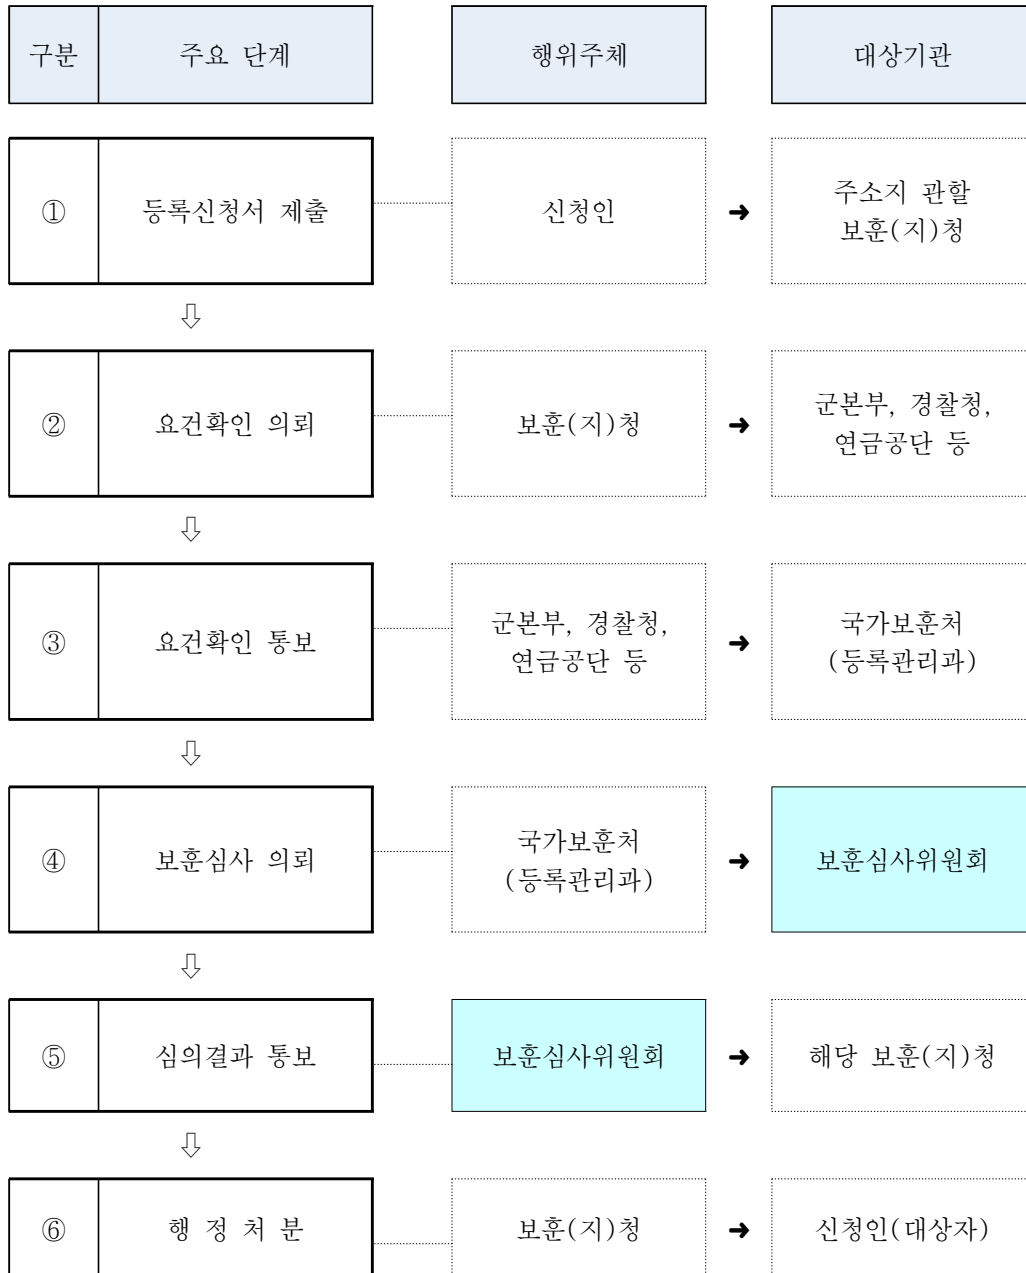 구분 주요 단계 행위주체 대상기관
① 등록신청서 제출 신청인 ➜ 주소지 관할
보훈(지)청
⇩
② 요건확인 의뢰 보훈(지)청 ➜ 군본부, 경찰청,
연금공단 등
⇩
③ 요건확인 통보 군본부, 경찰청,
연금공단 등 ➜ 국가보훈처
(등록관리과)
⇩
④ 보훈심사 의뢰 국가보훈처
(등록관리과) ➜ 보훈심사위원회
⇩
⑤ 심의결과 통보 보훈심사위원회 ➜ 해당 보훈(지)청
⇩
⑥ 행 정 처 분 보훈(지)청 ➜ 신청인(대상자)